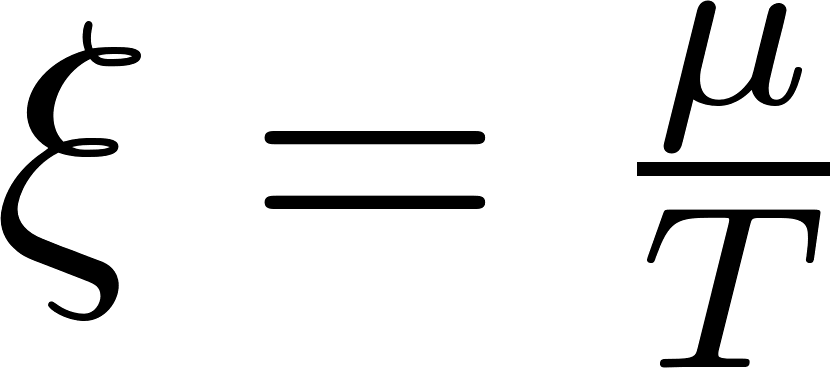 ξ = μ/T